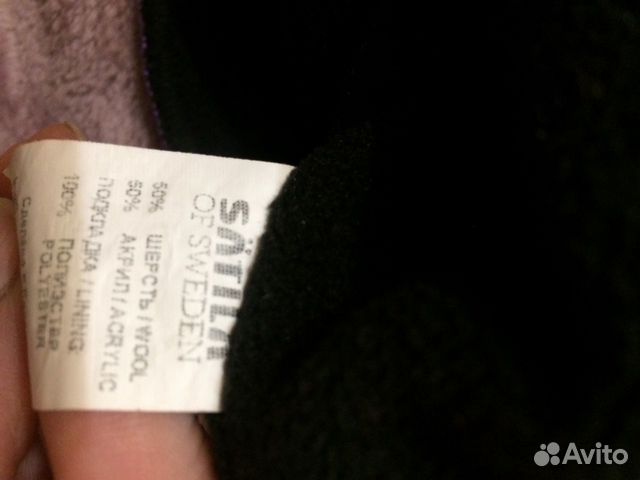 SÄTILA
OF SWEDEN
50% ШЕРСТЬ/WOOL
50% АКРИЛ/ACRYLIC
ПОДКЛАДКА/LINING
100% ПОЛИЭСТЕР
POLYESTER
Avito